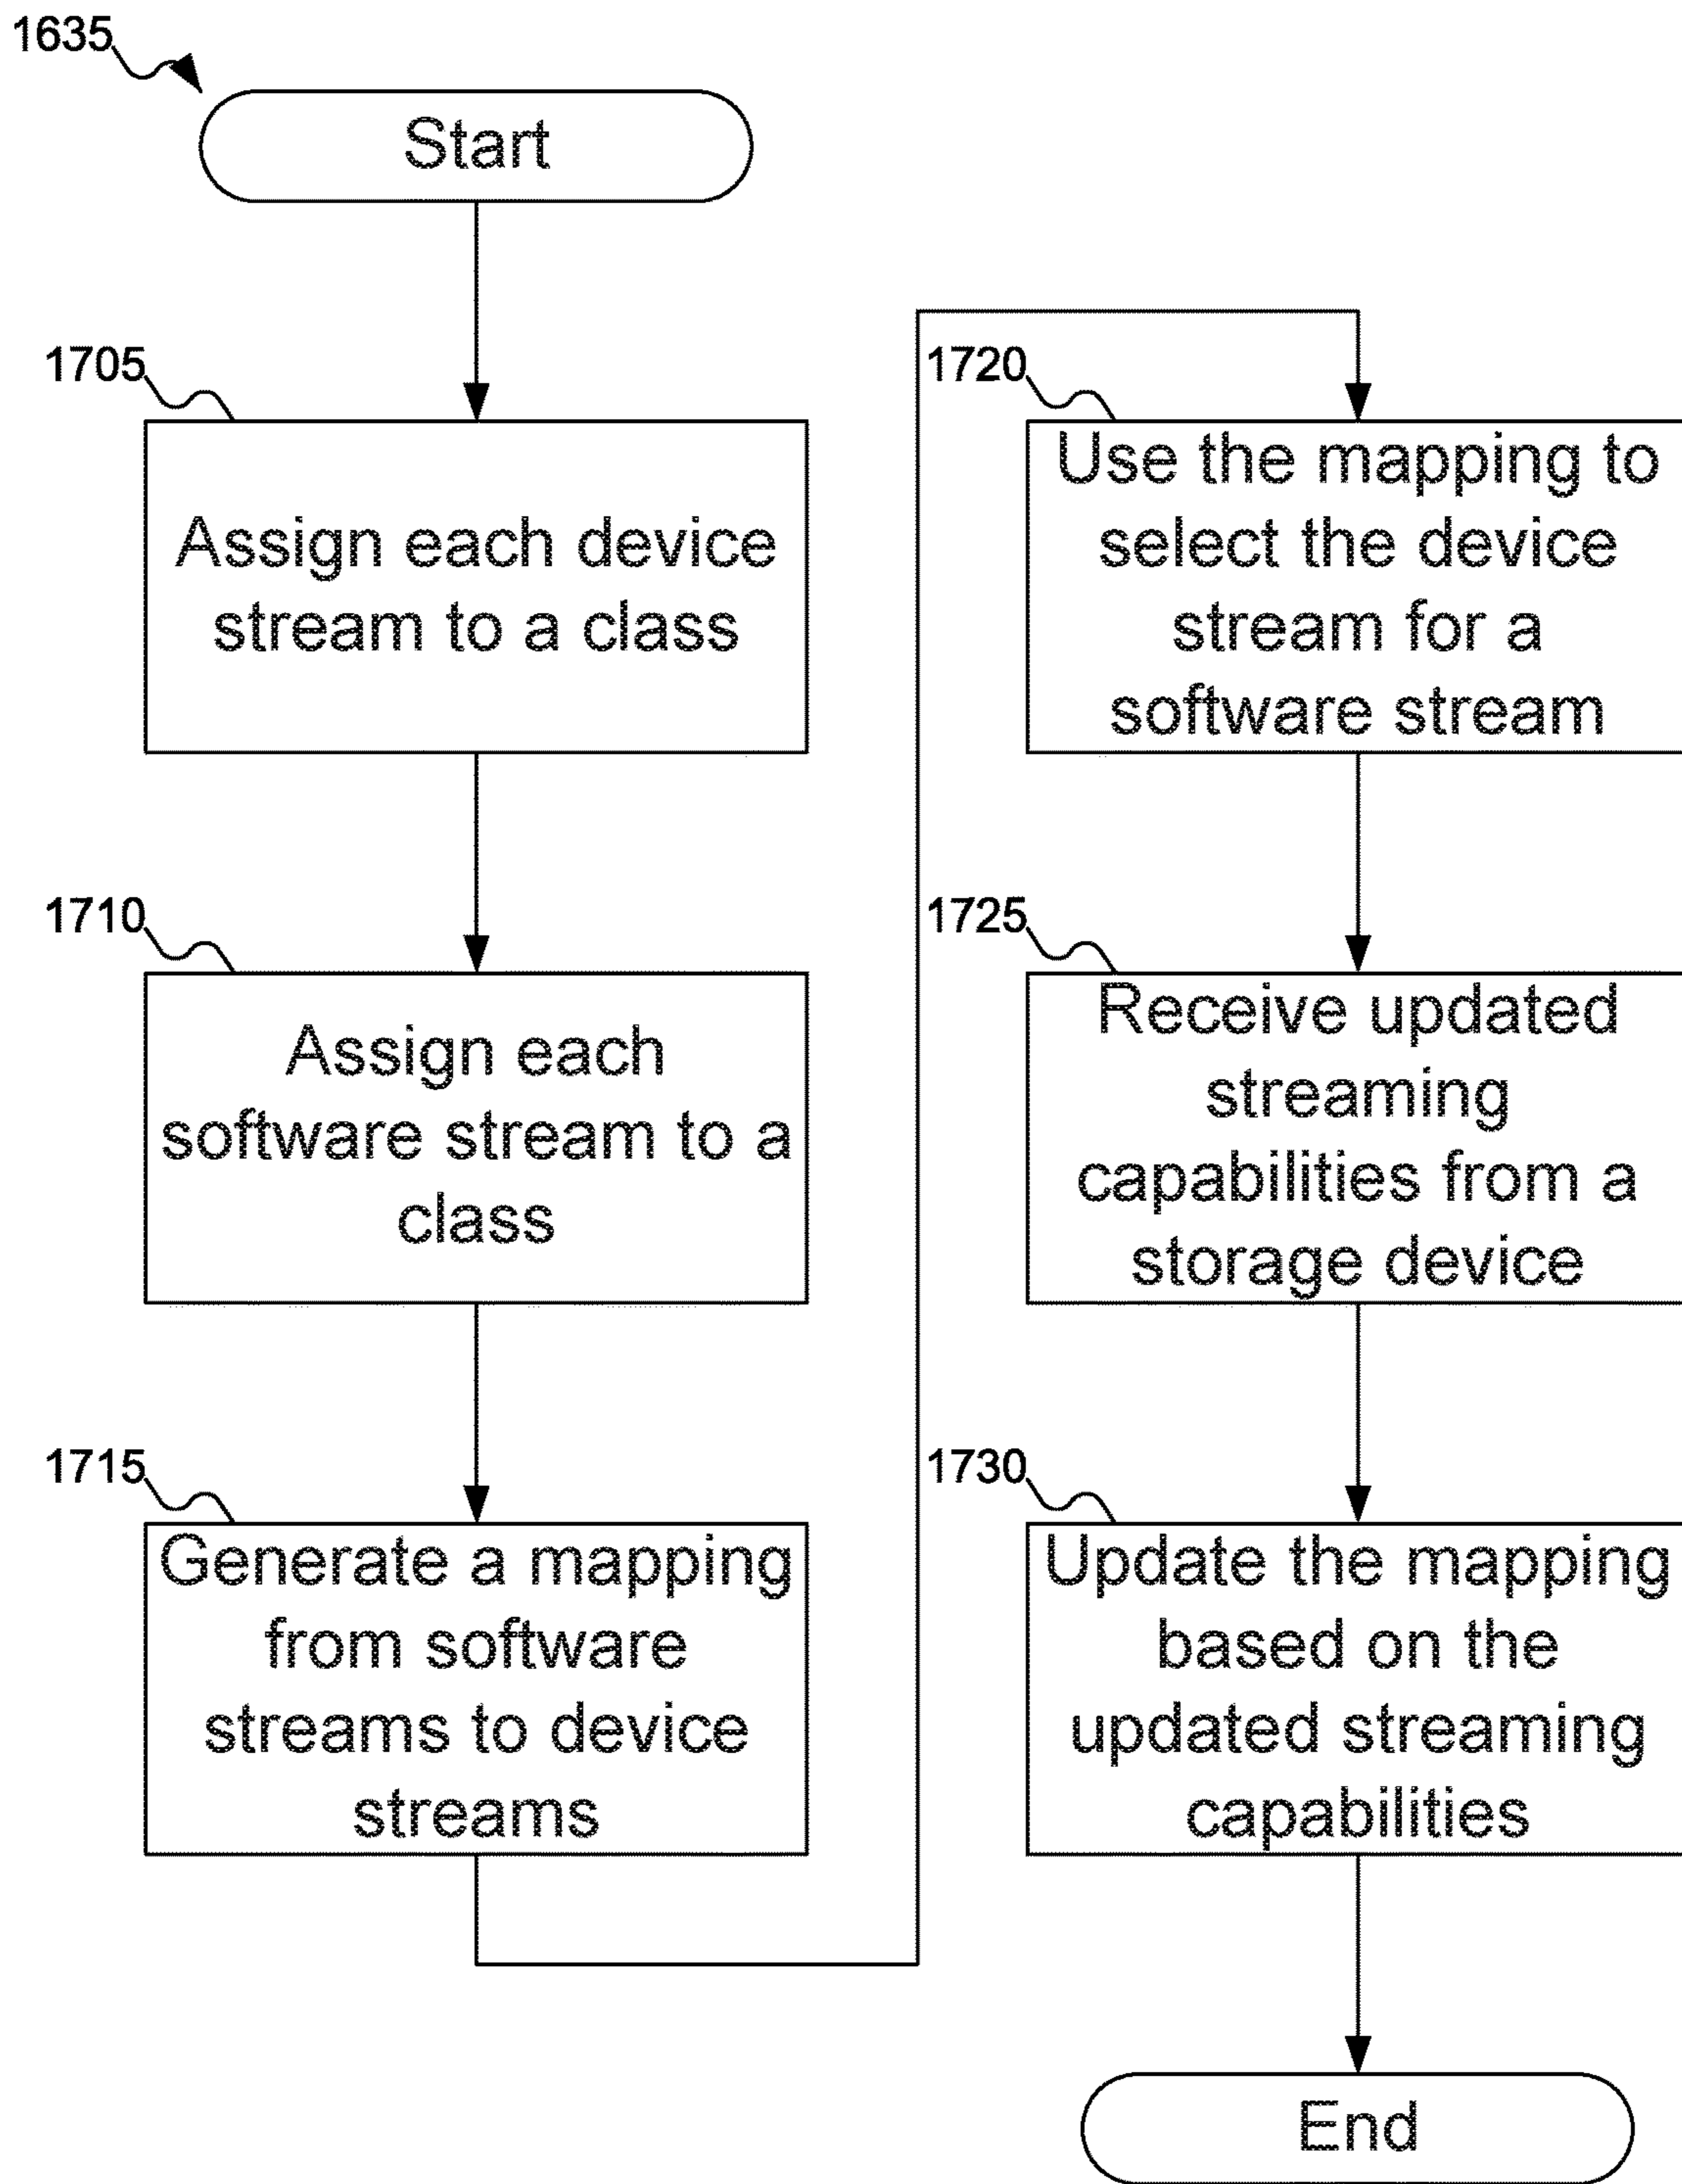 1635
Start
1705
Assign each device
stream to a class
1710
Assign each
software stream to a
class
1715
Generate a mapping
from software
streams to device
streams
1720
Use the mapping to
select the device
stream for a
software stream
1725
Receive updated
streaming
capabilities from a
storage device
1730
Update the mapping
based on the
updated streaming
capabilities
End